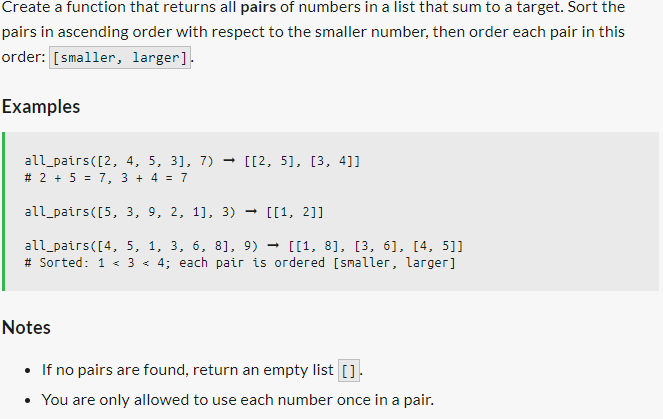 Create a function that returns all pairs of numbers in a list that sum to a target. Sort the
pairs in ascending order with respect to the smaller number, then order each pair in this
order: [smaller, larger].
Examples
all_pairs([2, 4, 5, 3], 7) ➞ [[2, 5], [3, 4]]
# 2 + 5 = 7, 3 + 4 = 7
all_pairs([5, 3, 9, 2, 1], 3) ➞ [[1, 2]]
all_pairs([4, 5, 1, 3, 6, 8], 9) ➞ [[1, 8], [3, 6], [4, 5]]
# Sorted: 1 < 3 < 4; each pair is ordered [smaller, larger]
Notes
• If no pairs are found, return an empty list [].
• You are only allowed to use each number once in a pair.